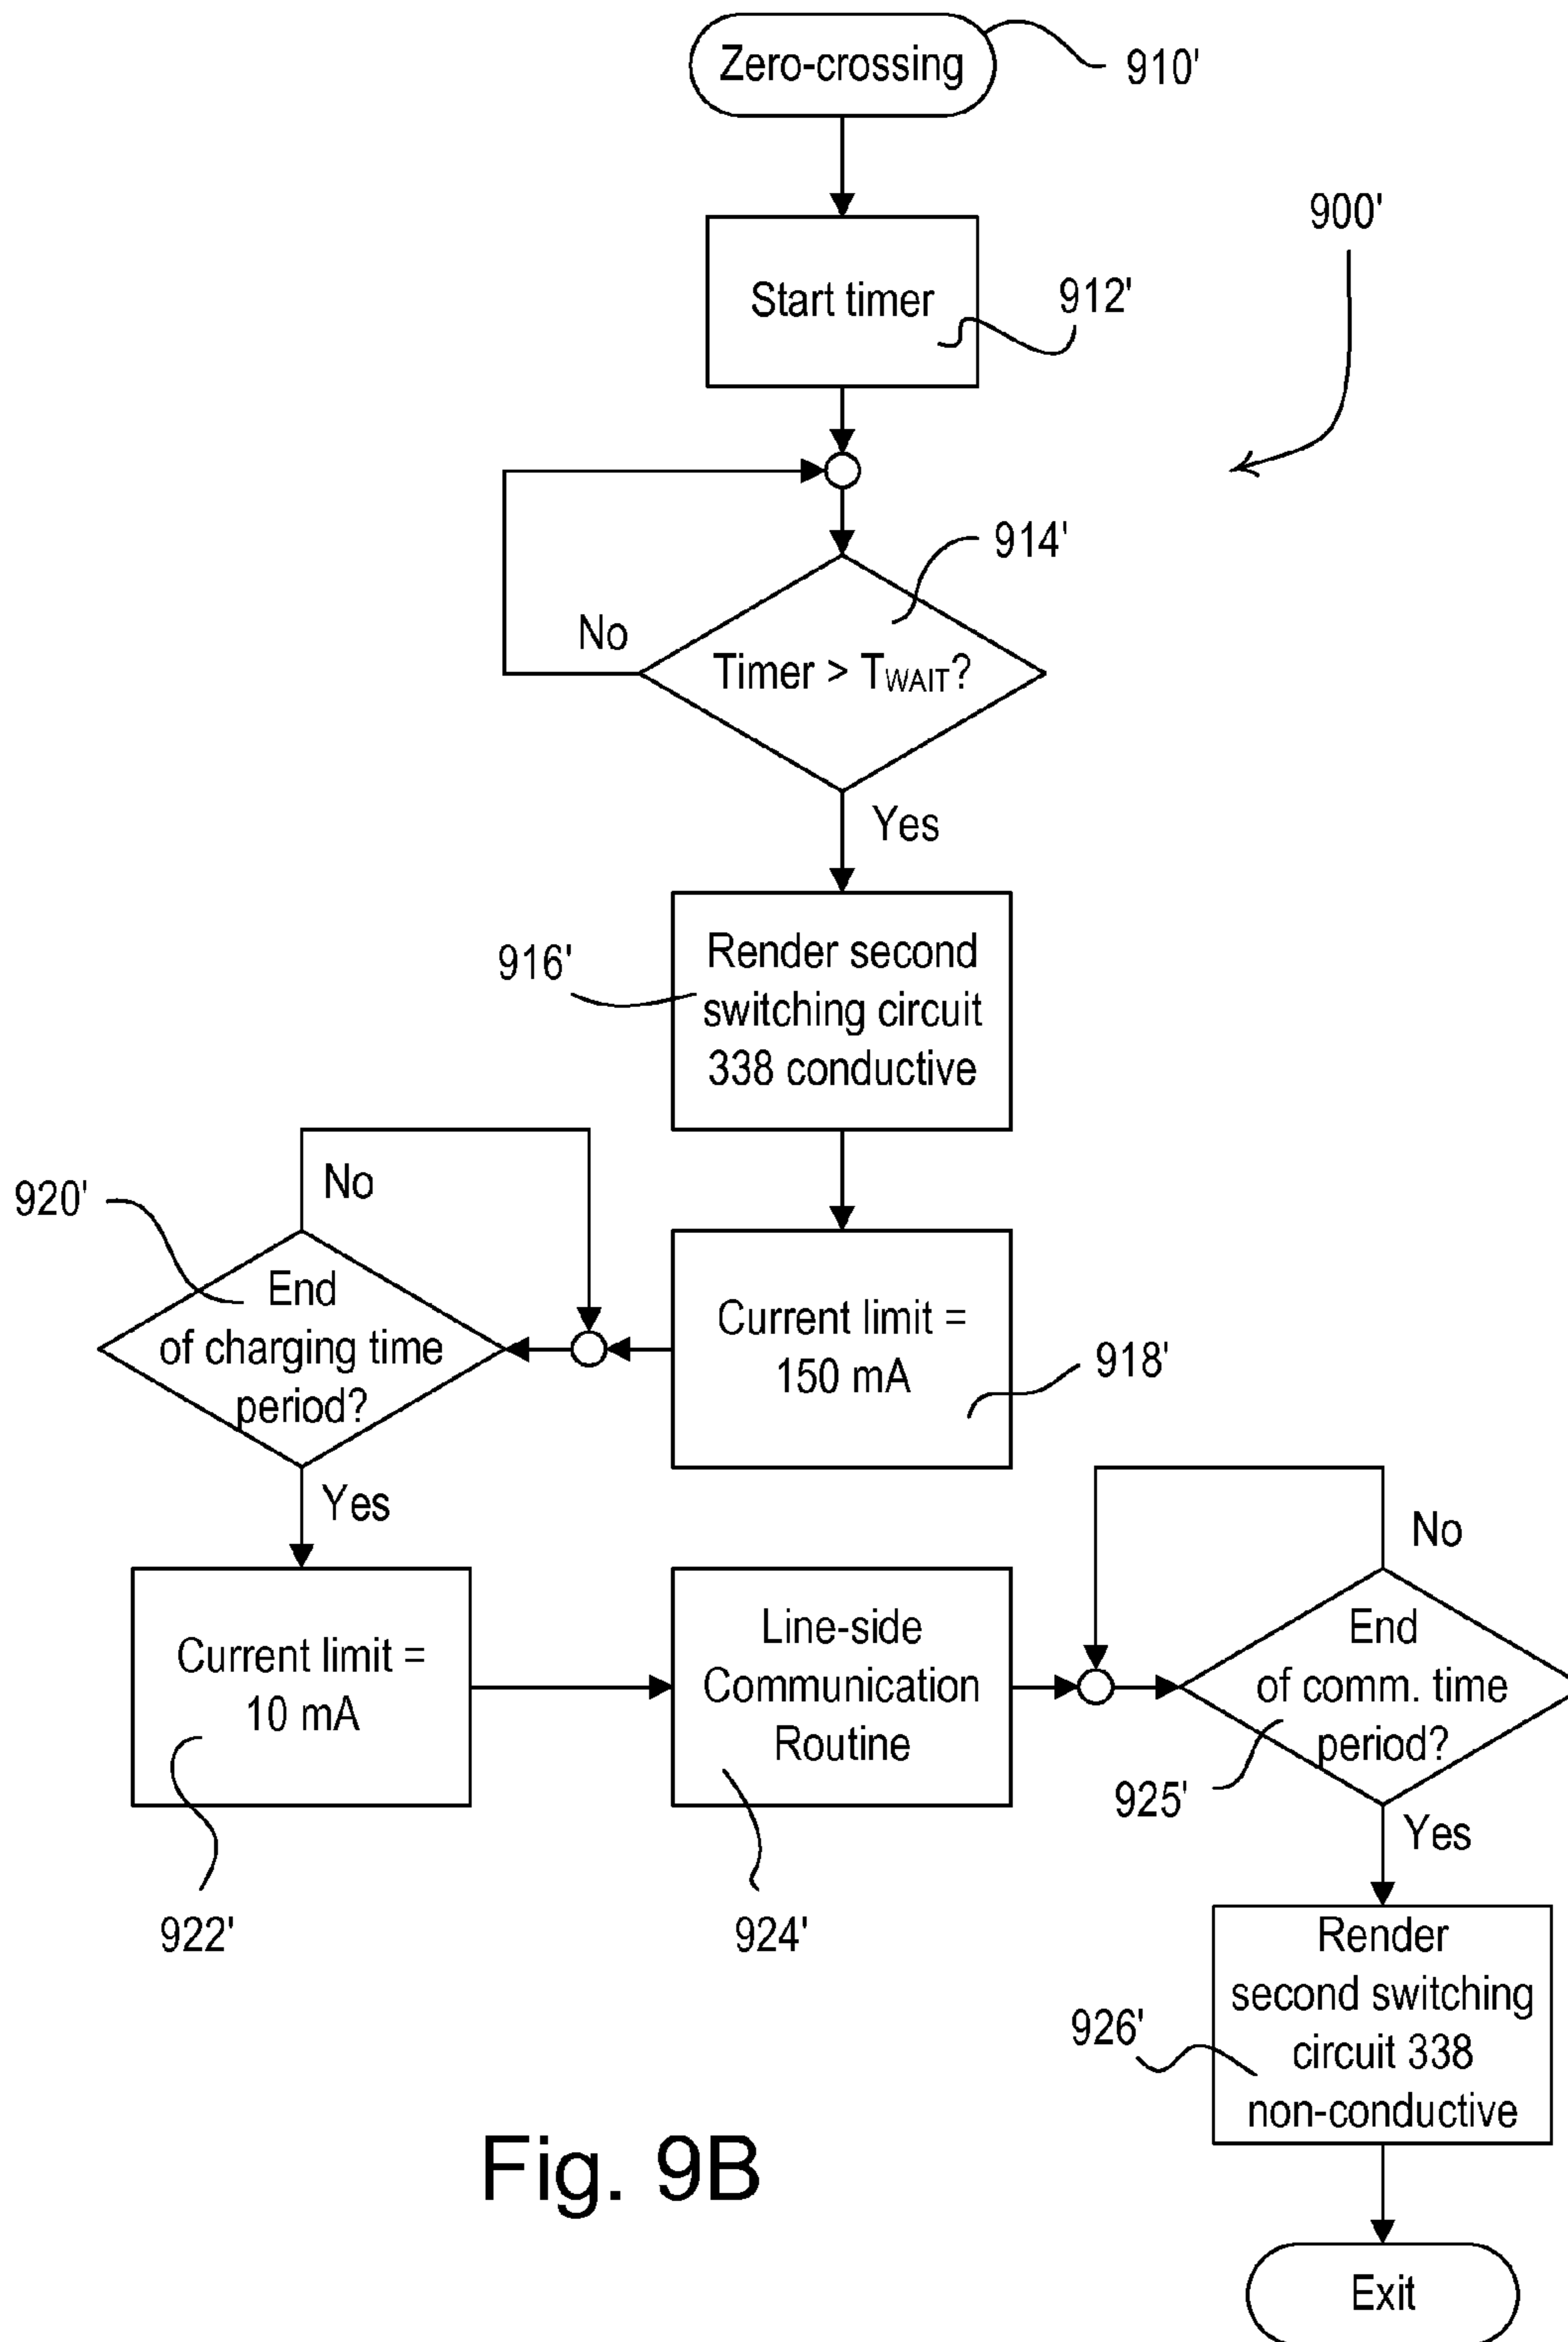 Zero-crossing
910'
900'
Start timer
912'
914'
No
Timer > TWAIT?
Yes
916'
Render second
switching circuit
338 conductive
No
920'
End
of charging time
period?
Current limit =
150 mA
918'
Yes
No
Current limit =
10 mA
Line-side
Communication
Routine
End
of comm. time
period?
925'
Yes
922'
924'
Render
second switching
circuit 338
non-conductive
926'
Fig. 9B
Exit